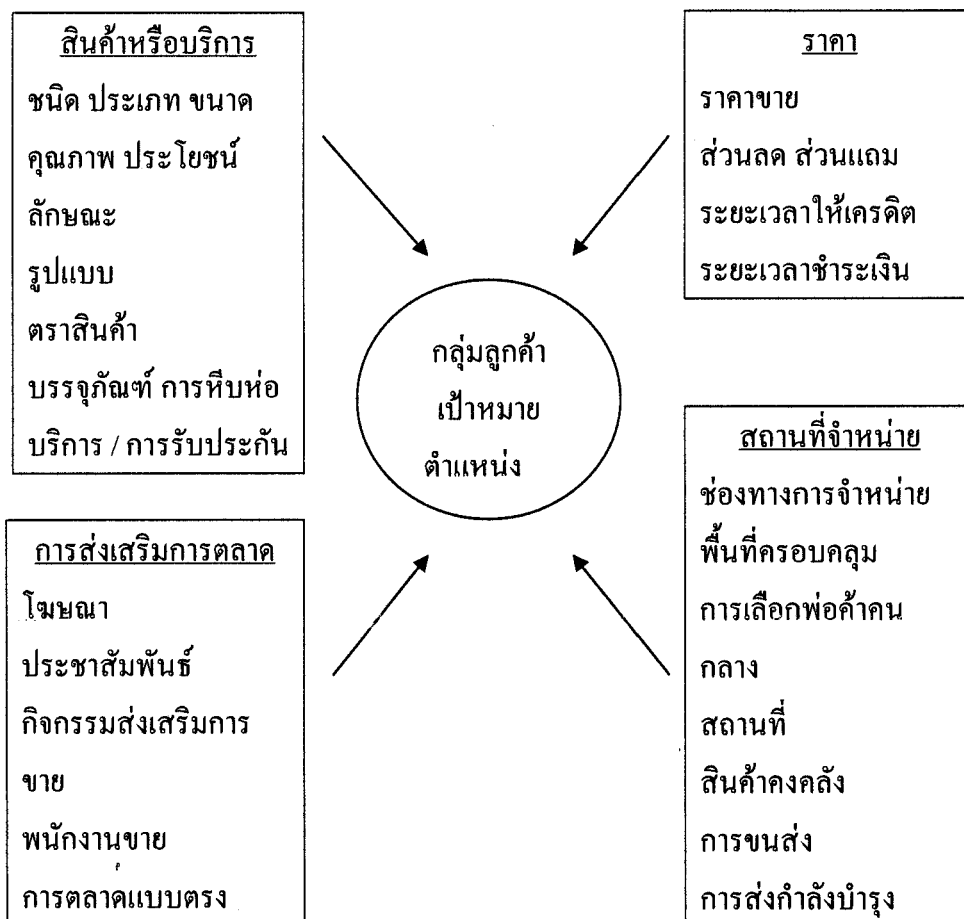 สินค้าหรือบริการ
ชนิด ประเภท ขนาด
คุณภาพ ประโยชน์
ลักษณะ
รูปแบบ
ตราสินค้า
บรรจุภัณฑ์ การหีบห่อ
บริการ / การรับประกัน
ราคา
ราคาขาย
ส่วนลด ส่วนแถม
ระยะเวลาให้เครดิต
ระยะเวลาชำระเงิน
กลุ่มลูกค้า
เป้าหมาย
ตำแหน่ง
การส่งเสริมการตลาด
โฆษณา
ประชาสัมพันธ์
กิจกรรมส่งเสริมการ
ขาย
พนักงานขาย
การตลาดแบบตรง
สถานที่จำหน่าย
ช่องทางการจำหน่าย
พื้นที่ครอบคลุม
การเลือกพ่อค้าคน
กลาง
สถานที่
สินค้าคงคลัง
การขนส่ง
การส่งกำลังบำรุง